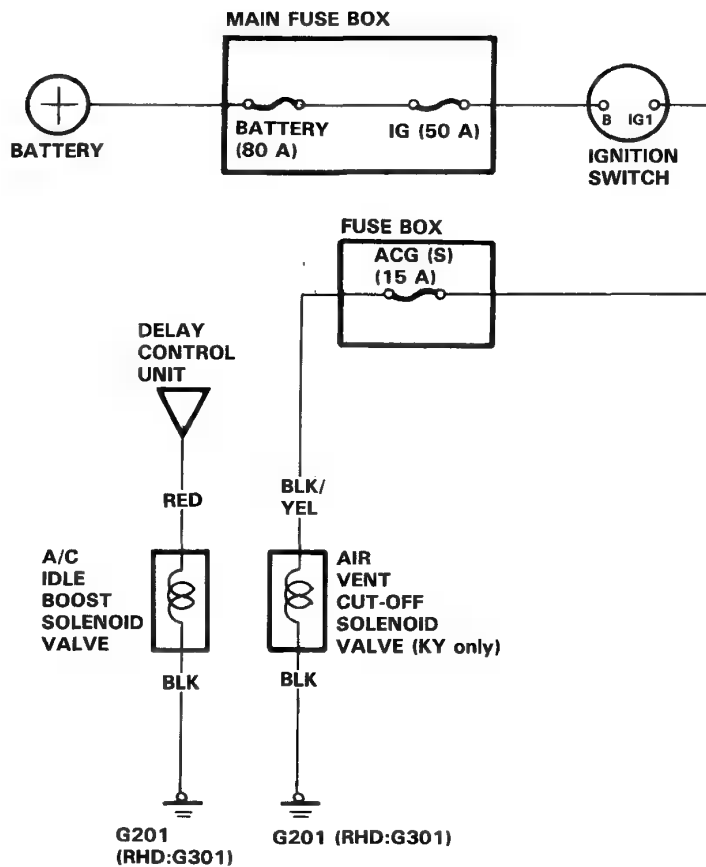 MAIN FUSE BOX
BATTERY
BATTERY
(80 A)
IG (50 A)
B
IG1
IGNITION
SWITCH
FUSE BOX
ACG (S)
(15 A)
DELAY
CONTROL
UNIT
RED
BLK/
YEL
A/C
IDLE
BOOST
SOLENOID
VALVE
AIR
VENT
CUT-OFF
SOLENOID
VALVE (KY only)
BLK
BLK
G201
(RHD:G301)
G201 (RHD:G301)